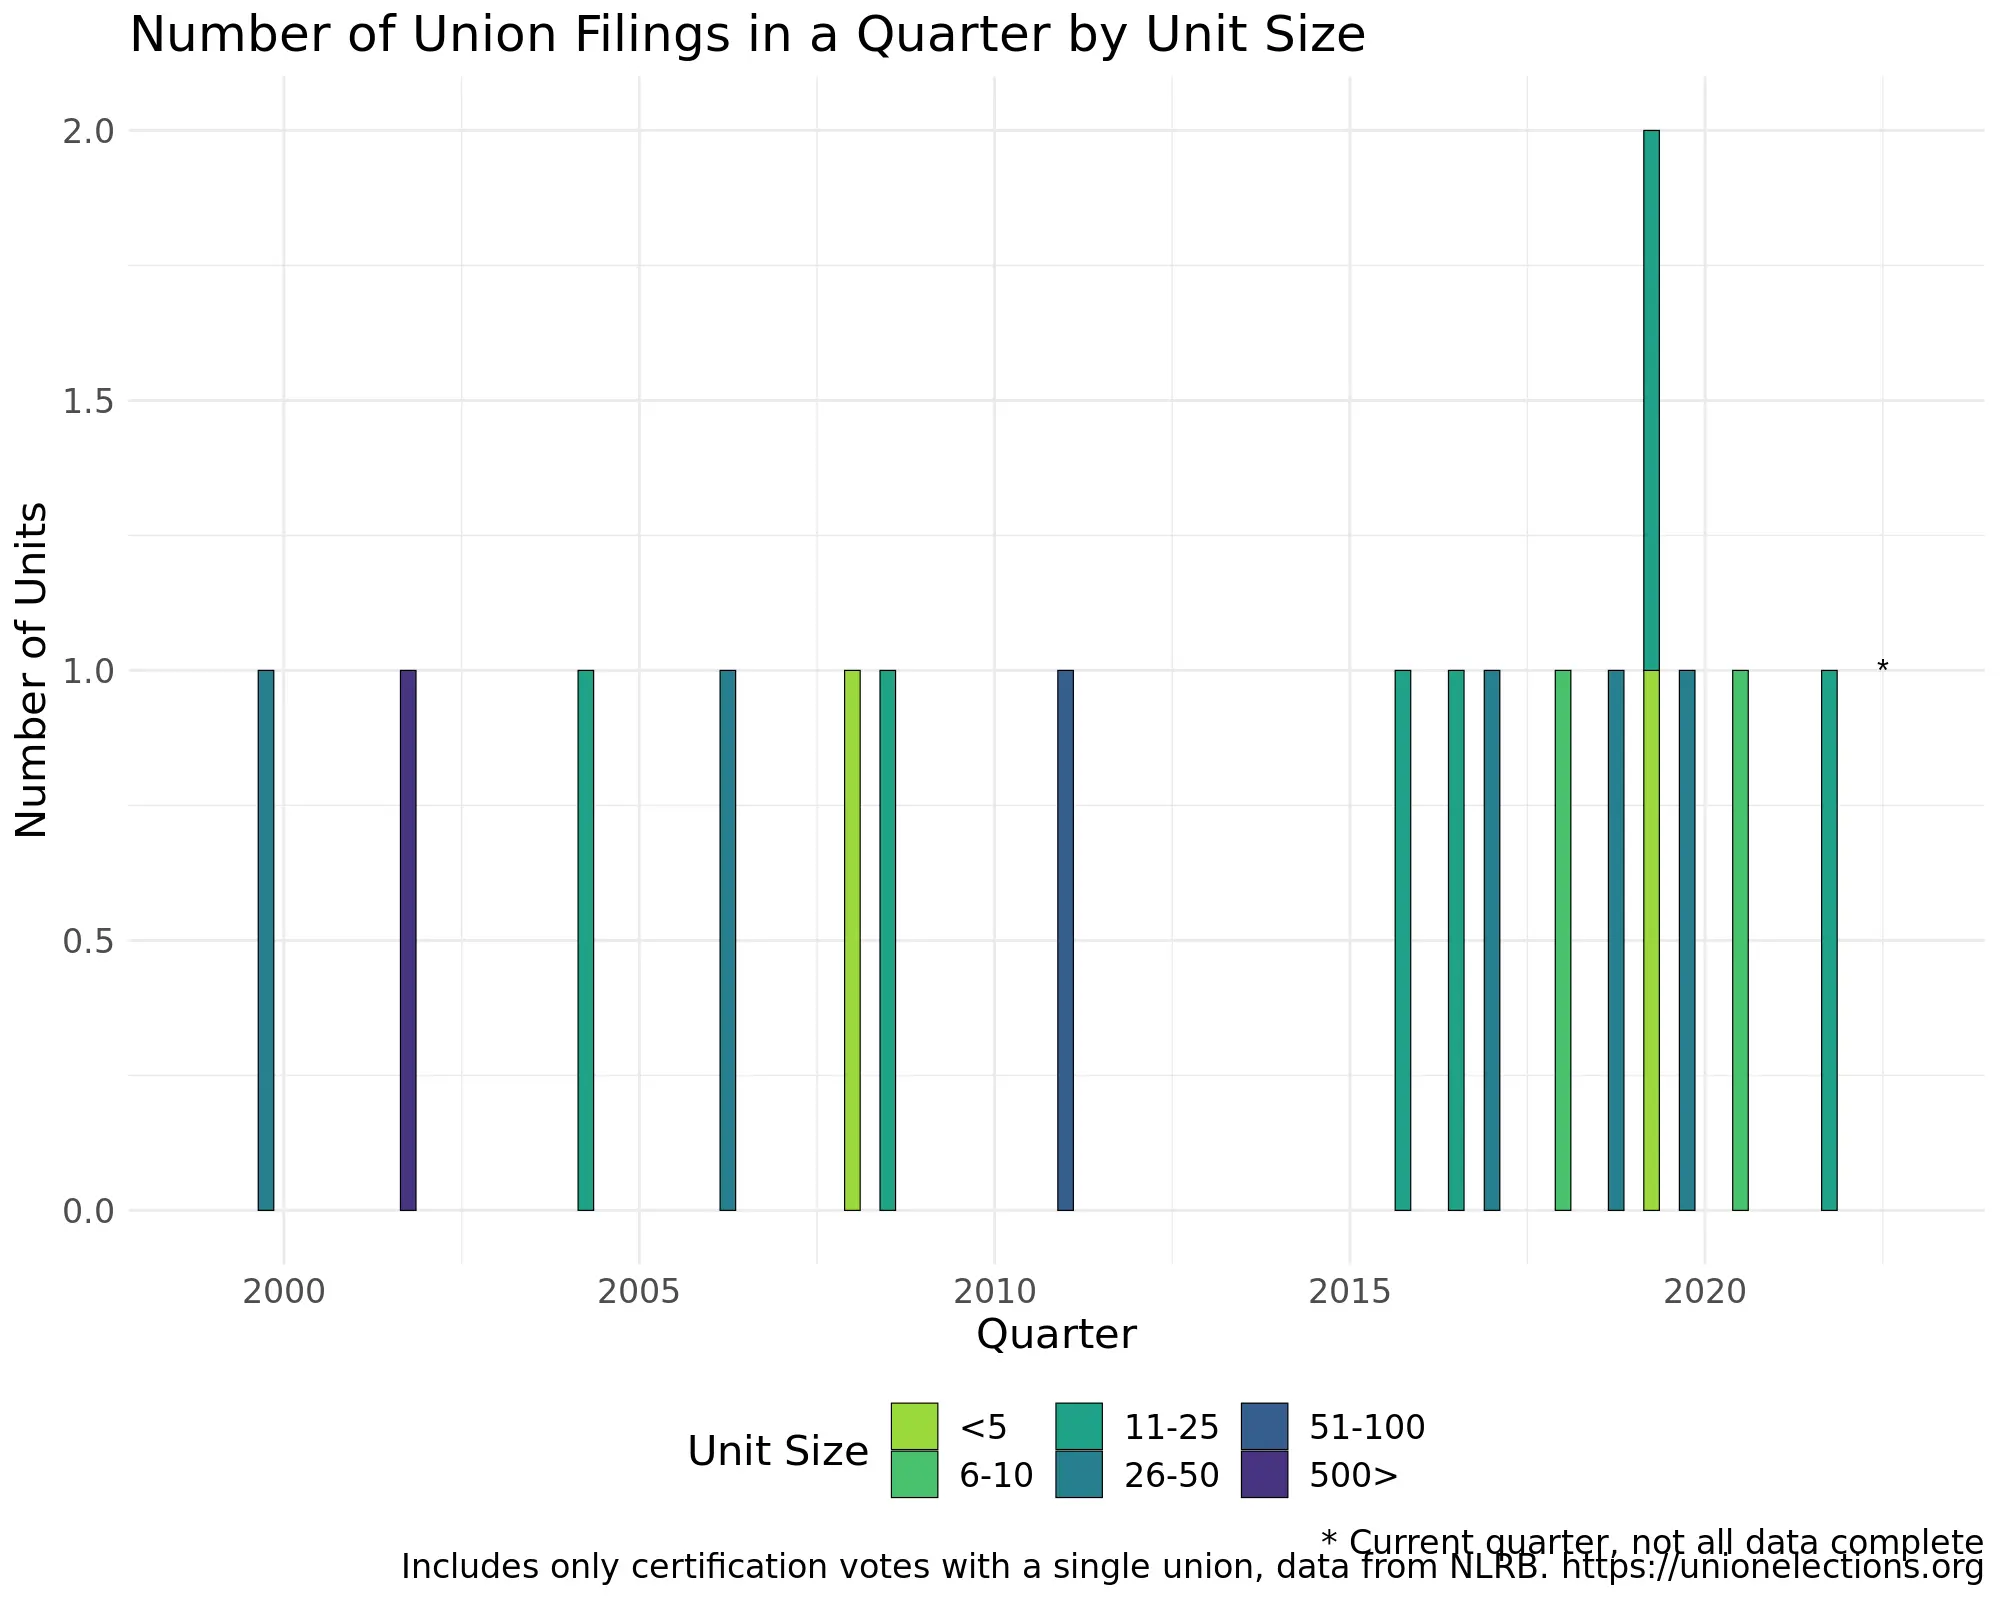 Number of Union Filings in a Quarter by Unit Size
Number of Units
2.0
1.5
1.0
0.5
0.0
*
2000 2005 2010 2015 2020
Quarter
Unit Size
<5 11-25 51-100
6-10 26-50 500>
* Current quarter, not all data complete
Includes only certification votes with a single union, data from NLRB. https://unionelections.org